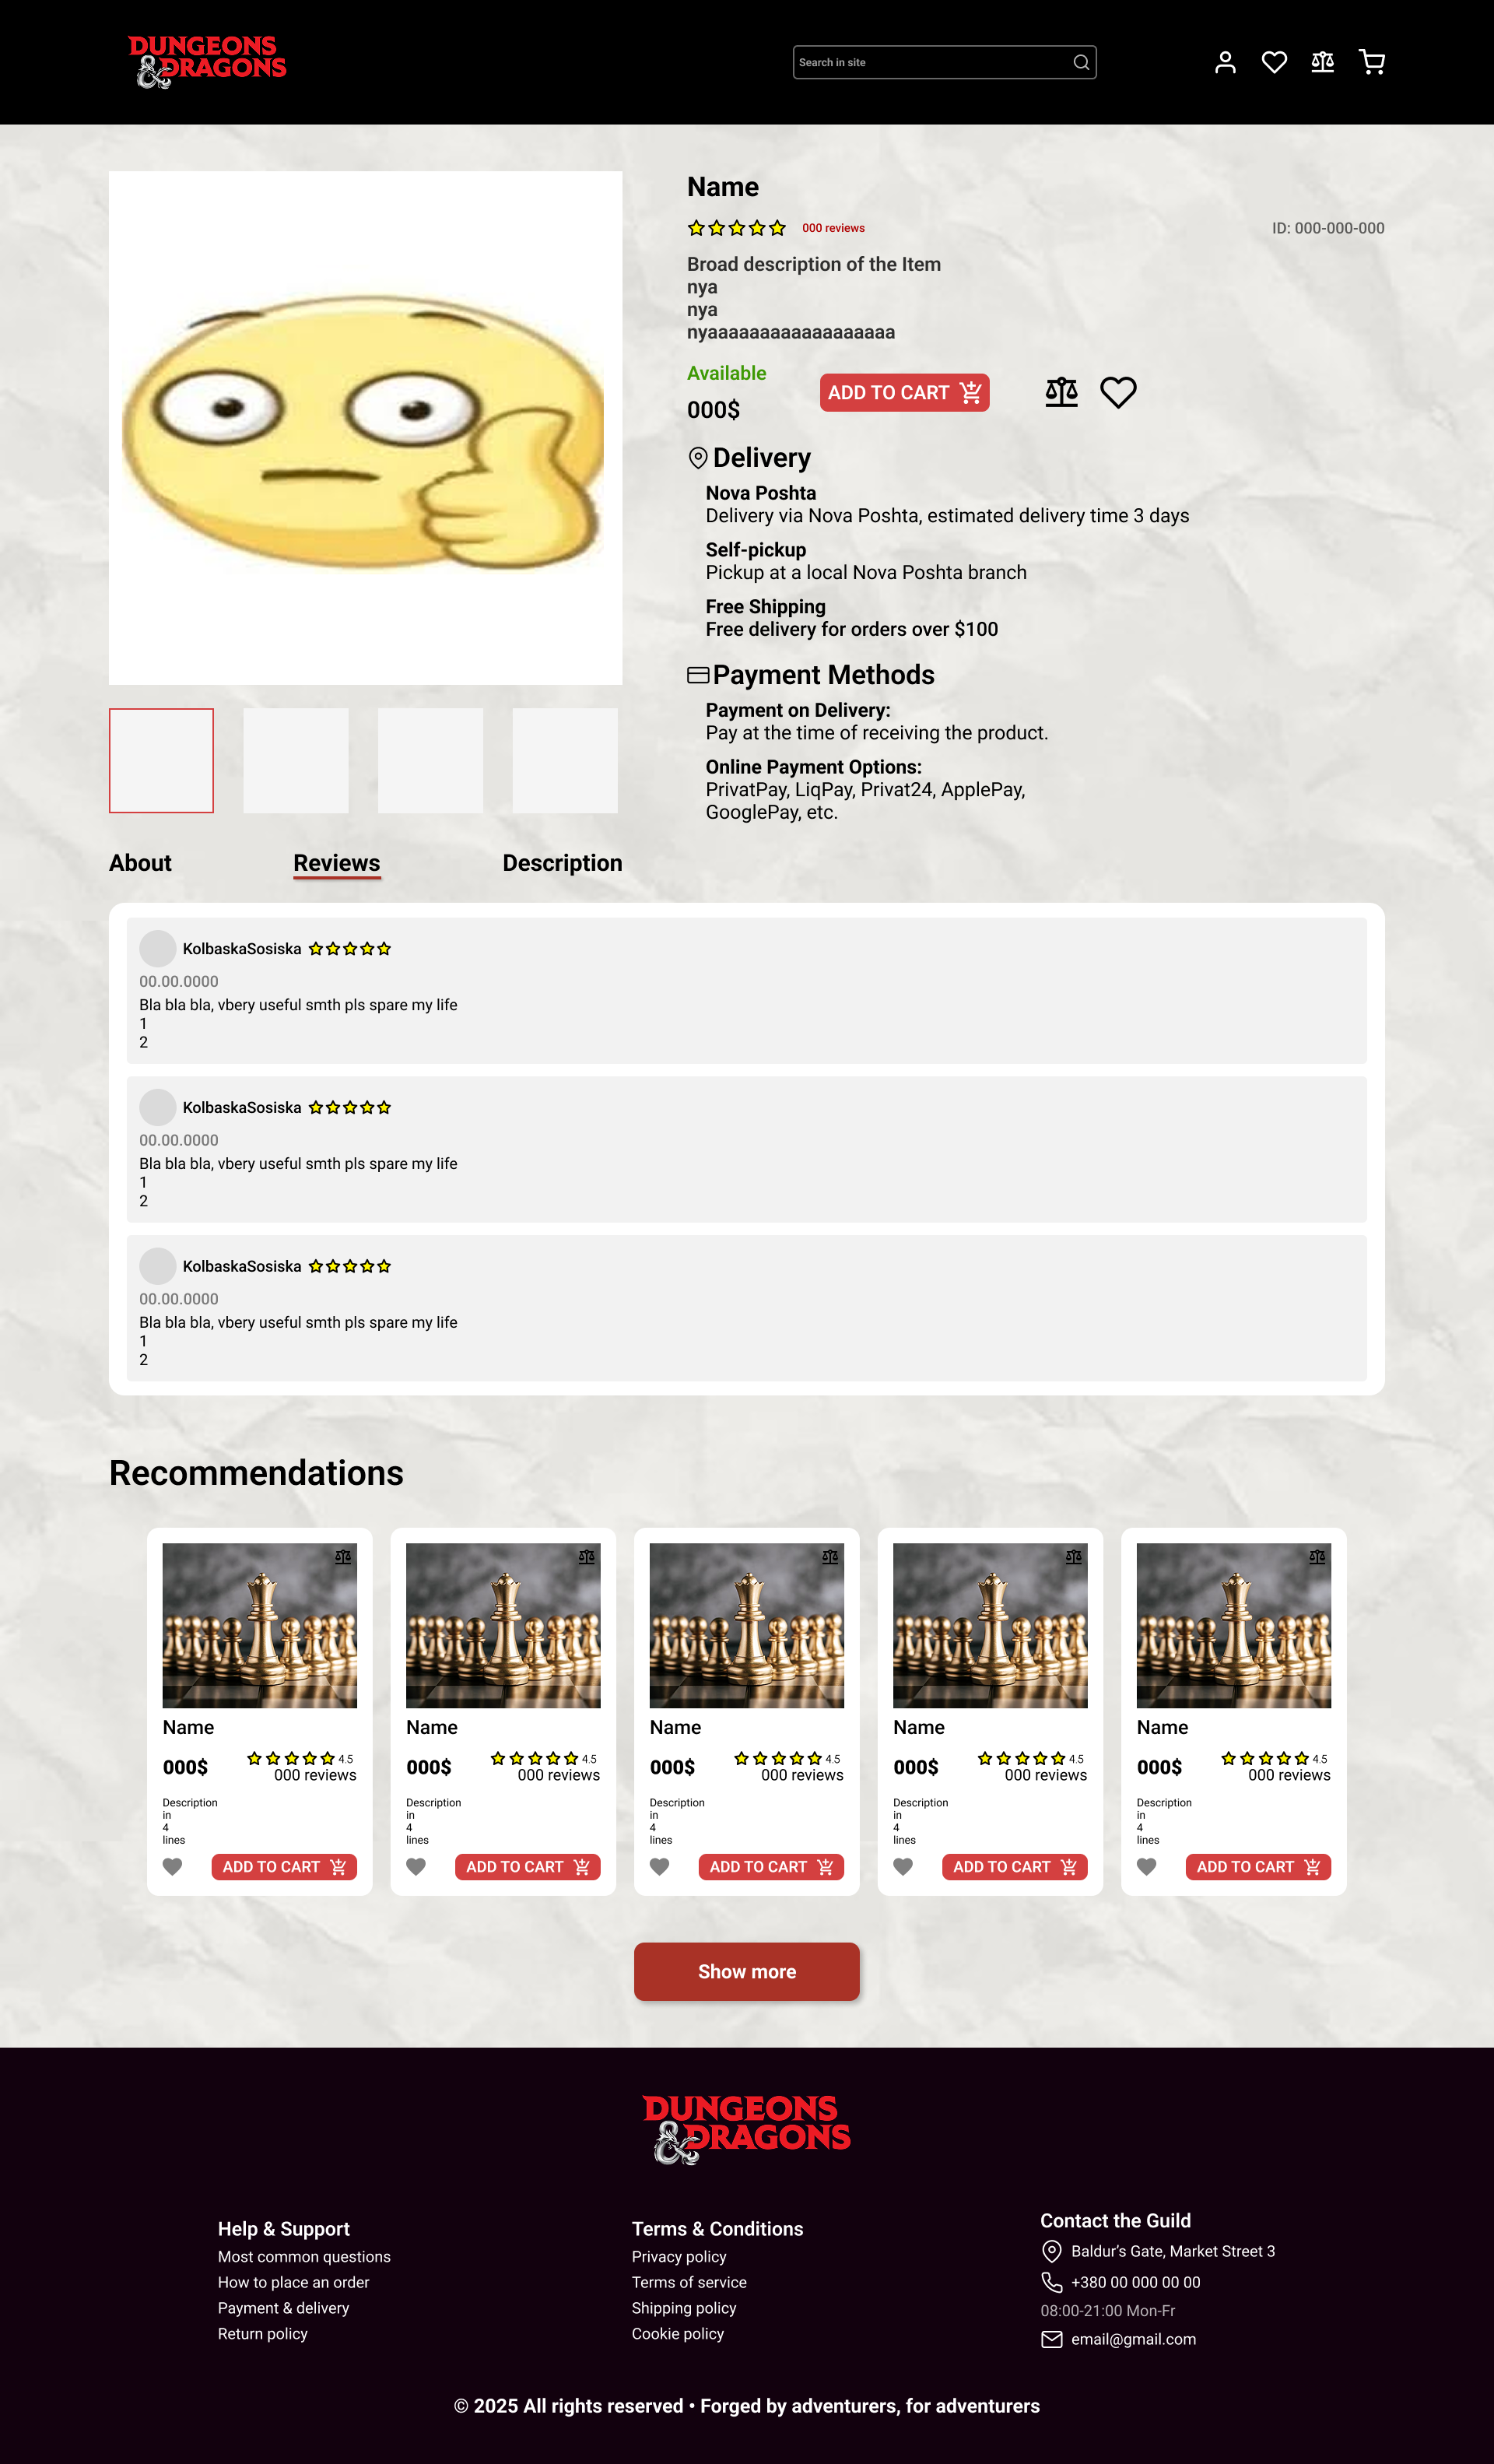 DUNGEONS
& DRAGONS
Search in site
Name
000 reviews
ID: 000-000-000
Broad description of the Item
nya
nya
nyaaaaaaaaaaaaaaaaaa
Available
000$
ADD TO CART
Delivery
Nova Poshta
Delivery via Nova Poshta, estimated delivery time 3 days
Self-pickup
Pickup at a local Nova Poshta branch
Free Shipping
Free delivery for orders over $100
Payment Methods
Payment on Delivery:
Pay at the time of receiving the product.
Online Payment Options:
PrivatPay, LiqPay, Privat24, ApplePay,
GooglePay, etc.
About
Reviews
Description
KolbaskaSosiska
00.00.0000
Bla bla bla, vbery useful smth pls spare my life
1
2
KolbaskaSosiska
00.00.0000
Bla bla bla, vbery useful smth pls spare my life
1
2
KolbaskaSosiska
00.00.0000
Bla bla bla, vbery useful smth pls spare my life
1
2
Recommendations
Name
000$
4.5
000 reviews
Description
in
4
lines
ADD TO CART
Name
000$
4.5
000 reviews
Description
in
4
lines
ADD TO CART
Name
000$
4.5
000 reviews
Description
in
4
lines
ADD TO CART
Name
000$
4.5
000 reviews
Description
in
4
lines
ADD TO CART
Name
000$
4.5
000 reviews
Description
in
4
lines
ADD TO CART
Show more
DUNGEONS
& DRAGONS
Help & Support
Most common questions
How to place an order
Payment & delivery
Return policy
Terms & Conditions
Privacy policy
Terms of service
Shipping policy
Cookie policy
Contact the Guild
Baldur’s Gate, Market Street 3
+380 00 000 00 00
08:00-21:00 Mon-Fr
email@gmail.com
© 2025 All rights reserved • Forged by adventurers, for adventurers